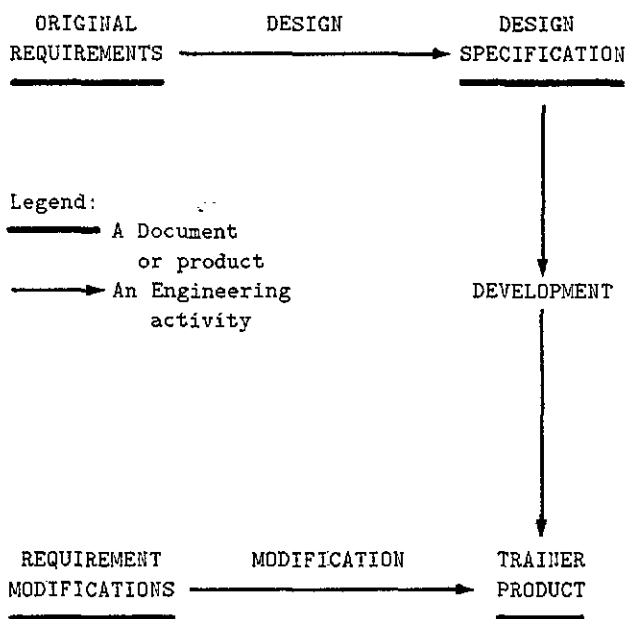 ORIGINAL
REQUIREMENTS
DESIGN
DESIGN
SPECIFICATION
Legend:
A Document
or product
An Engineering
activity
DEVELOPMENT
REQUIREMENT
MODIFICATIONS
MODIFICATION
TRAINER
PRODUCT